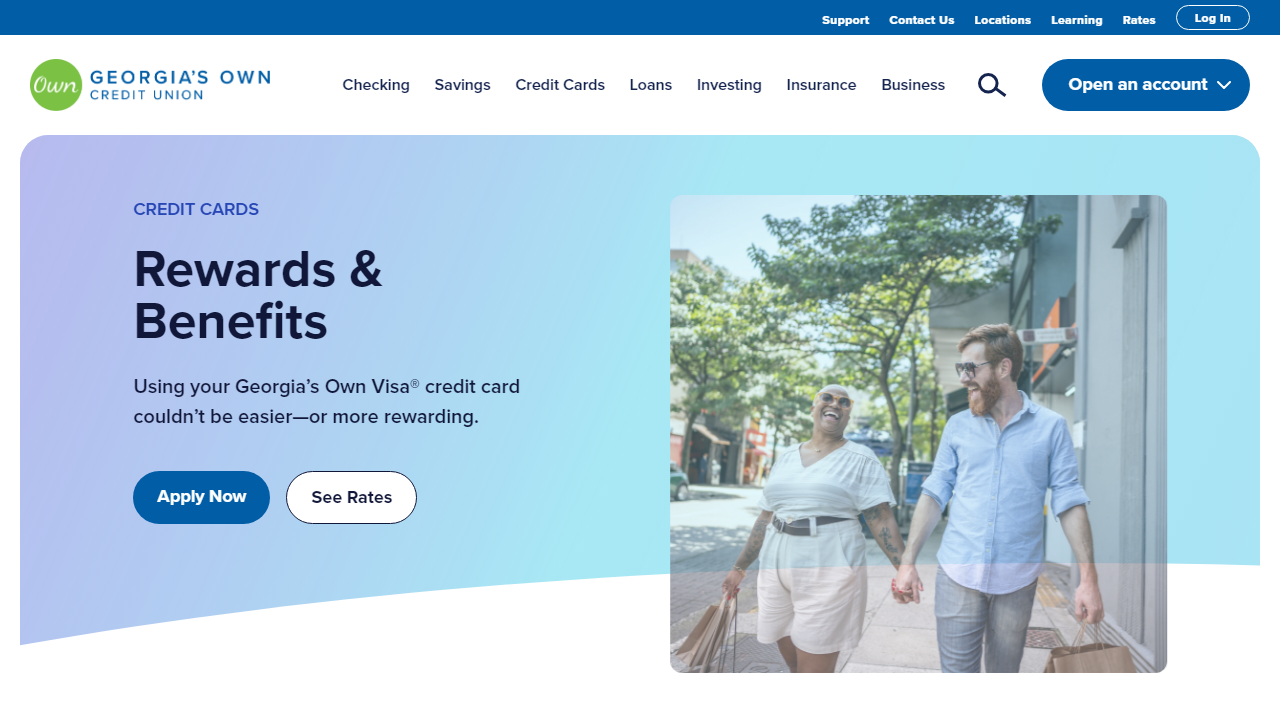 Support Contact Us Locations Learning Rates Log In
Own GEORGIA'S OWN
CREDIT UNION
Checking Savings Credit Cards Loans Investing Insurance Business Open an account
CREDIT CARDS
Rewards &
Benefits
Using your Georgia’s Own Visa® credit card
couldn’t be easier—or more rewarding.
Apply Now See Rates